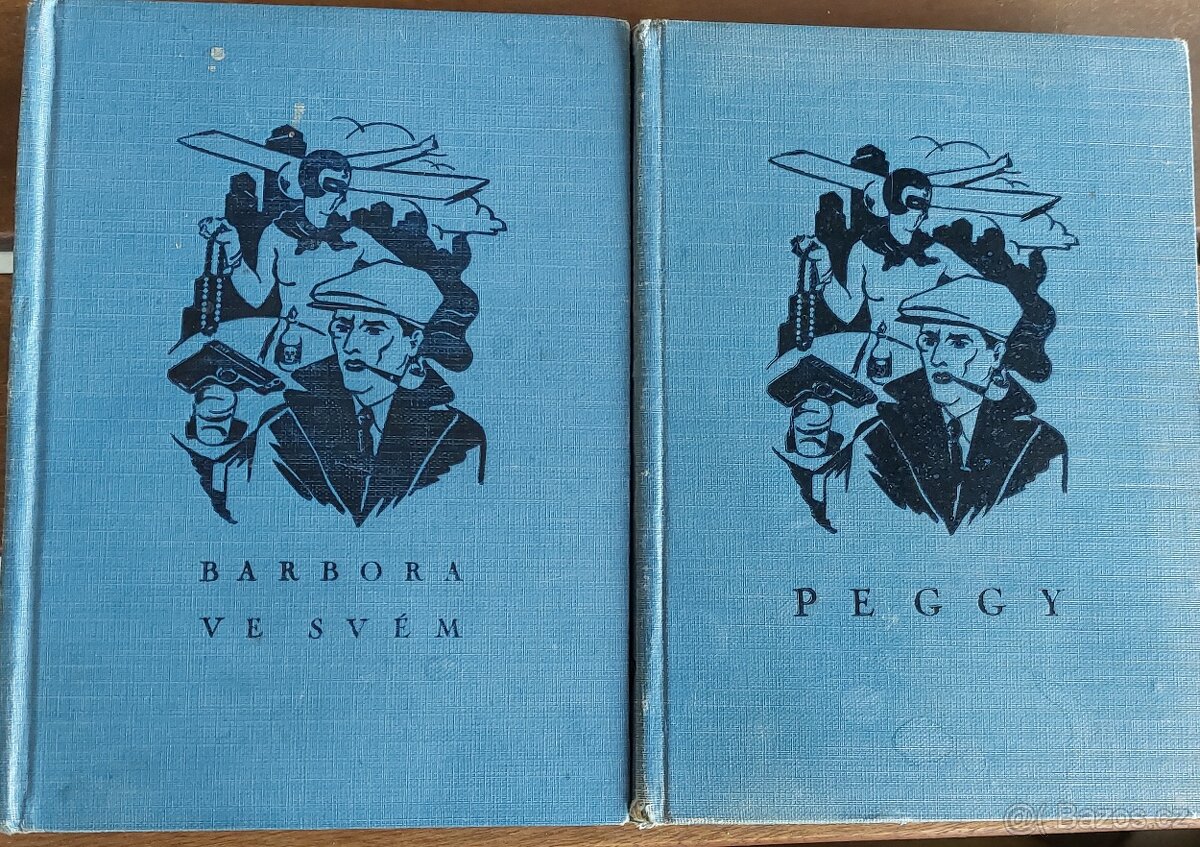 BARBORA
VE SVÉM
PEGGY
@( Bazos.cz